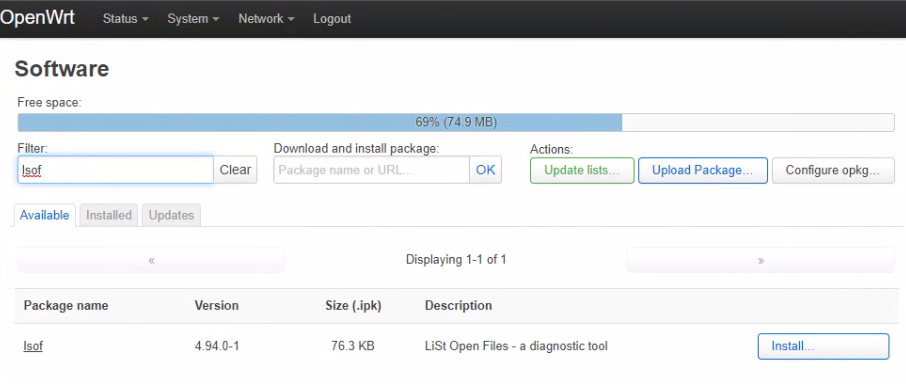 OpenWrt Status System Network Logout
Software
Free space:
69% (74.9 MB)
Filter: Download and install package: Actions:
lsof Clear Package name or URL... OK Update lists... Upload Package... Configure opkg...
Available Installed Updates
« Displaying 1-1 of 1 »
Package name Version Size (.ipk) Description
lsof 4.94.0-1 76.3 KB LiSt Open Files - a diagnostic tool Install...